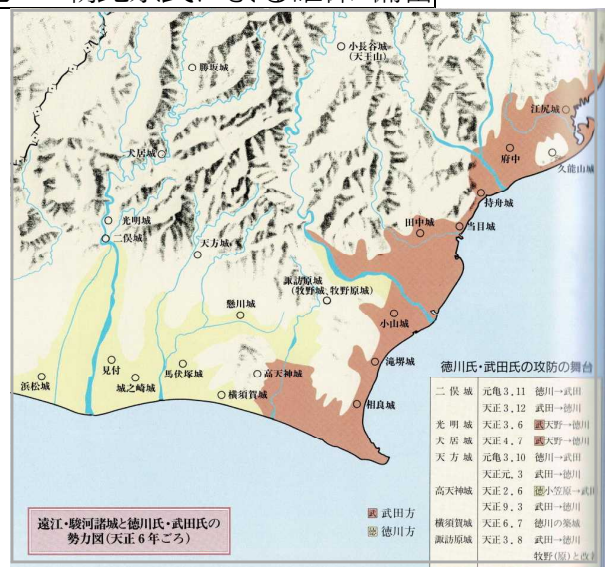 小長谷城
(天王山)
勝坂城
江尻城
犬居城
府中
久能山城
持舟城
光明城
田中城
当目城
二俣城
天方城
諏訪原城
(牧野城、牧野原城)
懸川城
小山城
見付
馬伏塚城
高天神城
滝堺城
浜松城
城之崎城
横須賀城
相良城
徳川氏・武田氏の攻防の舞台
二俣城 元亀3.11 徳川→武田
天正3.12 武田→徳川
光明城 天正3.6 武天野→徳川
犬居城 天正4.7 武天野→徳川
天方城 元亀3.10 徳川→武田
天正元.3 武田→徳川
高天神城 天正2.6 徳小笠原→武田
天正9.3 武田→徳川
横須賀城 天正6.7 徳川の築城
諏訪原城 天正3.8 武田→徳川
牧野(原)と改
武 武田方
徳 徳川方
遠江・駿河諸城と徳川氏・武田氏の
勢力図(天正6年ごろ)